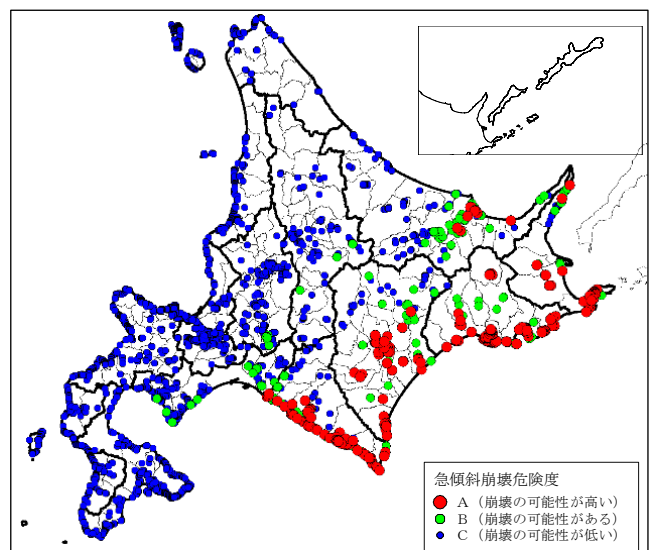 急傾斜崩壊危険度
A（崩壊の可能性が高い）
B（崩壊の可能性がある）
C（崩壊の可能性が低い）